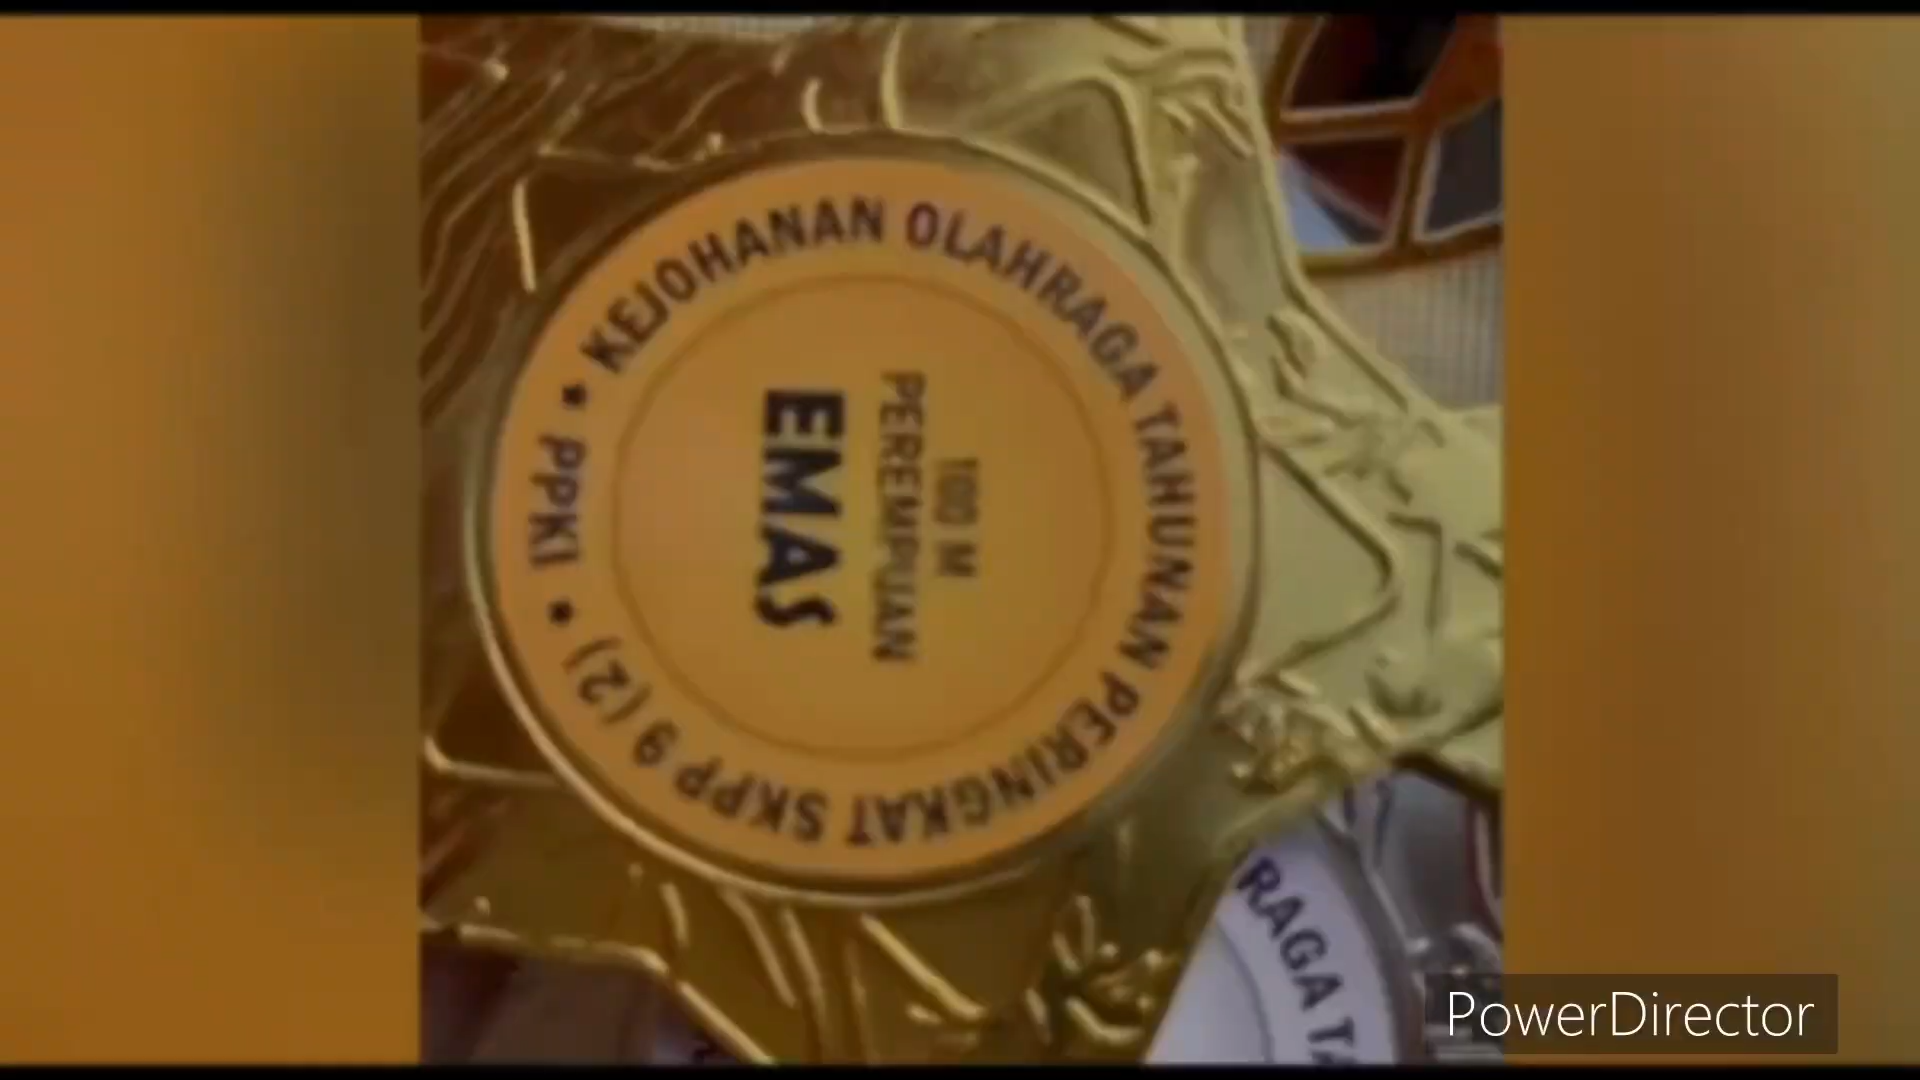 KEJOHANAN OLAHRAGA TAHUNAN PERINGKAT SKPP 9 (2)
PPKI
100 M
PEREMPUAN
EMAS
RAGA TA
PowerDirector